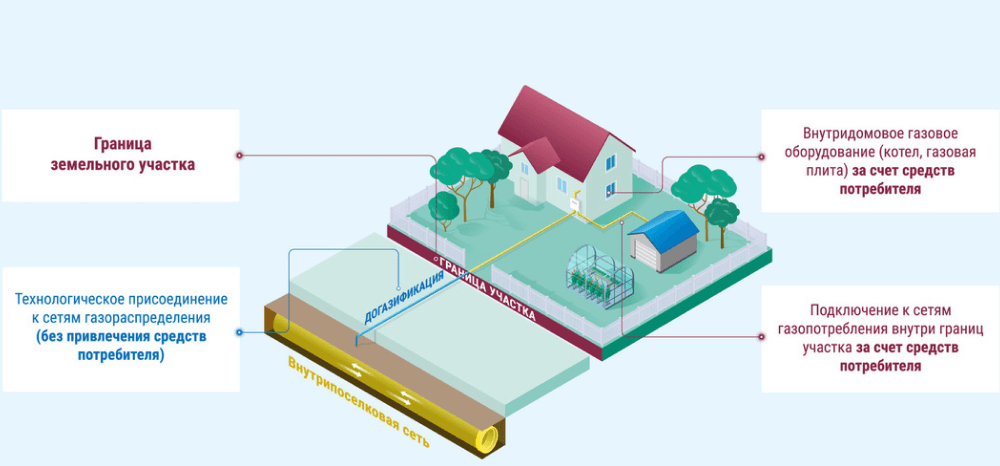 Граница
земельного участка
Внутридомовое газовое
оборудование (котел, газовая
плита) за счет средств
потребителя
ГРАНИЦА УЧАСТКА
ДОГАЗИФИКАЦИЯ
Технологическое присоединение
к сетям газораспределения
(без привлечения средств
потребителя)
Подключение к сетям
газопотребления внутри границ
участка за счет средств
потребителя
Внутрипоселковая сеть